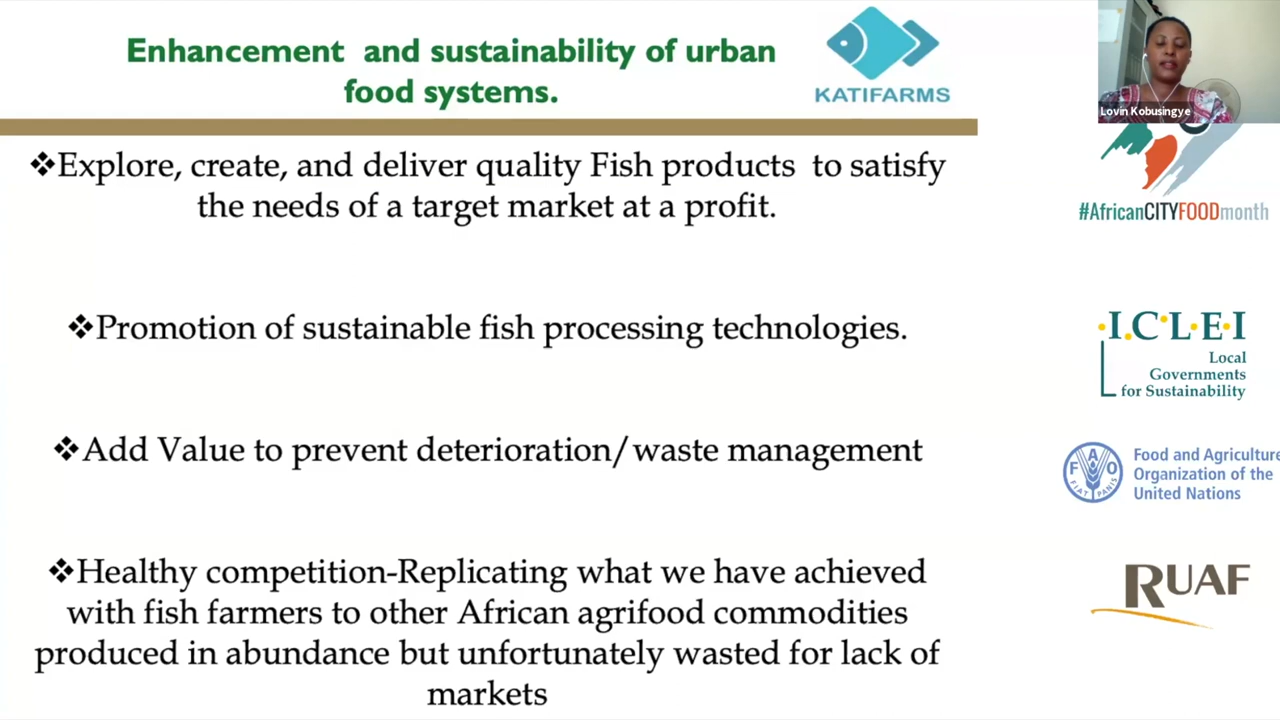 Enhancement and sustainability of urban
food systems.
KATIFARMS
Lovin Kobusingye
❖Explore, create, and deliver quality Fish products to satisfy
the needs of a target market at a profit.
#AfricanCITYFOODmonth
❖Promotion of sustainable fish processing technologies.
I.C.L.E.I
Local
Governments
for Sustainability
❖Add Value to prevent deterioration/waste management
F A O
FIAT PANIS
Food and Agriculture
Organization of the
United Nations
❖Healthy competition-Replicating what we have achieved
with fish farmers to other African agrifood commodities
produced in abundance but unfortunately wasted for lack of
markets
RUAF